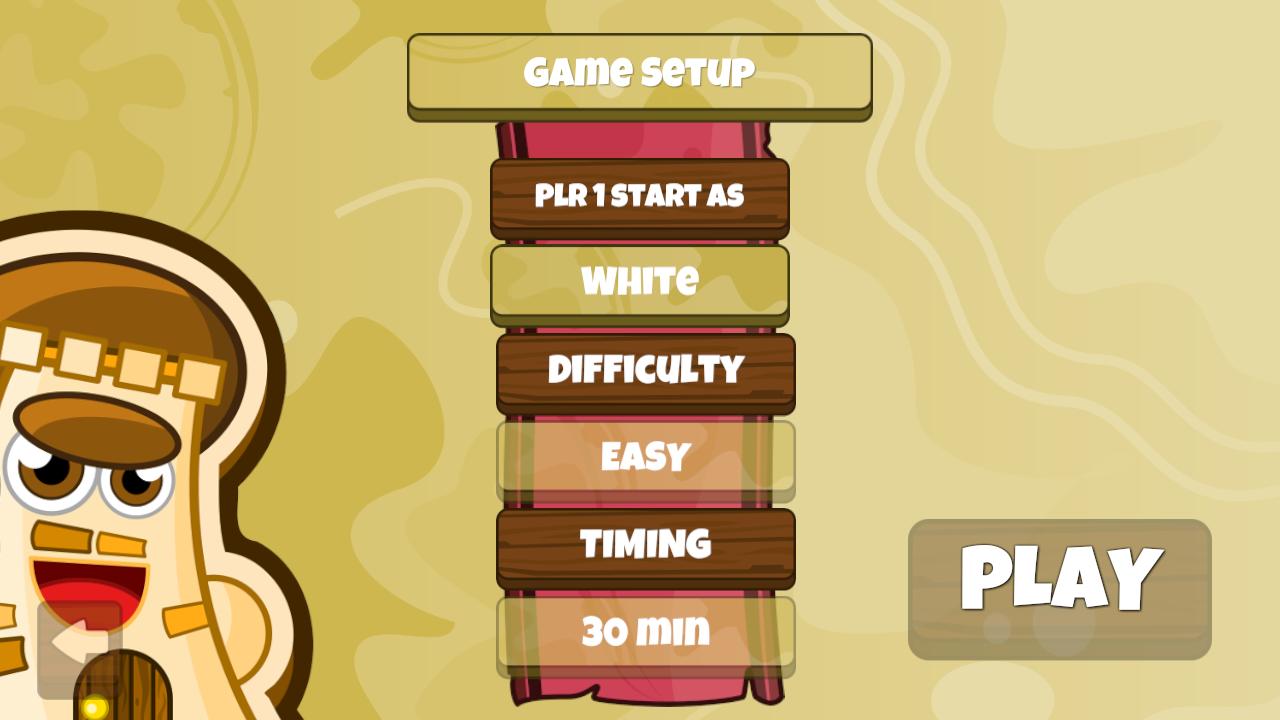 GAME SETUP
PLR 1 START AS
WHITE
DIFFICULTY
EASY
TIMING
30 MIN
PLAY